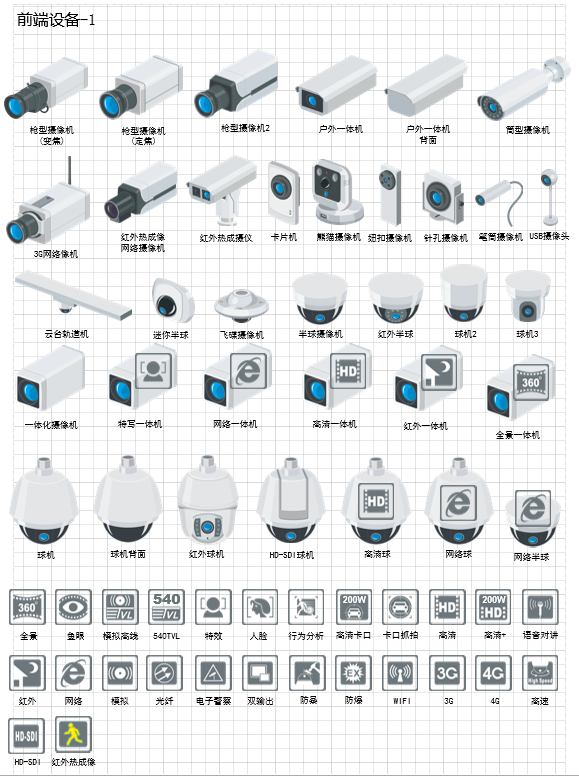 前端设备-1
枪型摄像机
(变焦)
枪型摄像机
(定焦)
枪型摄像机2
户外一体机
户外一体机
背面
筒型摄像机
3G网络像机
红外热成像
网络摄像机
红外热成摄仪
卡片机
熊猫摄像机
纽扣摄像机
针孔摄像机
笔筒摄像机
USB摄像头
云台轨道机
迷你半球
飞碟摄像机
半球摄像机
红外半球
球机2
球机3
一体化摄像机
特写一体机
网络一体机
HD
高清一体机
红外一体机
360°
全景一体机
球机
球机背面
红外球机
HD-SDI球机
HD
高清球
网络球
网络半球
360°
全景
鱼眼
/VL
模拟高线
540
/VL
540TVL
特效
人脸
行为分析
200W
高清卡口
卡口抓拍
HD
高清
200W
HD
高清+
语音对讲
红外
网络
模拟
光纤
电子警察
双输出
防暴
EX
防爆
WIFI
3G
3G
4G
4G
High Speed
高速
HD-SDI
HD-SDI
红外热成像